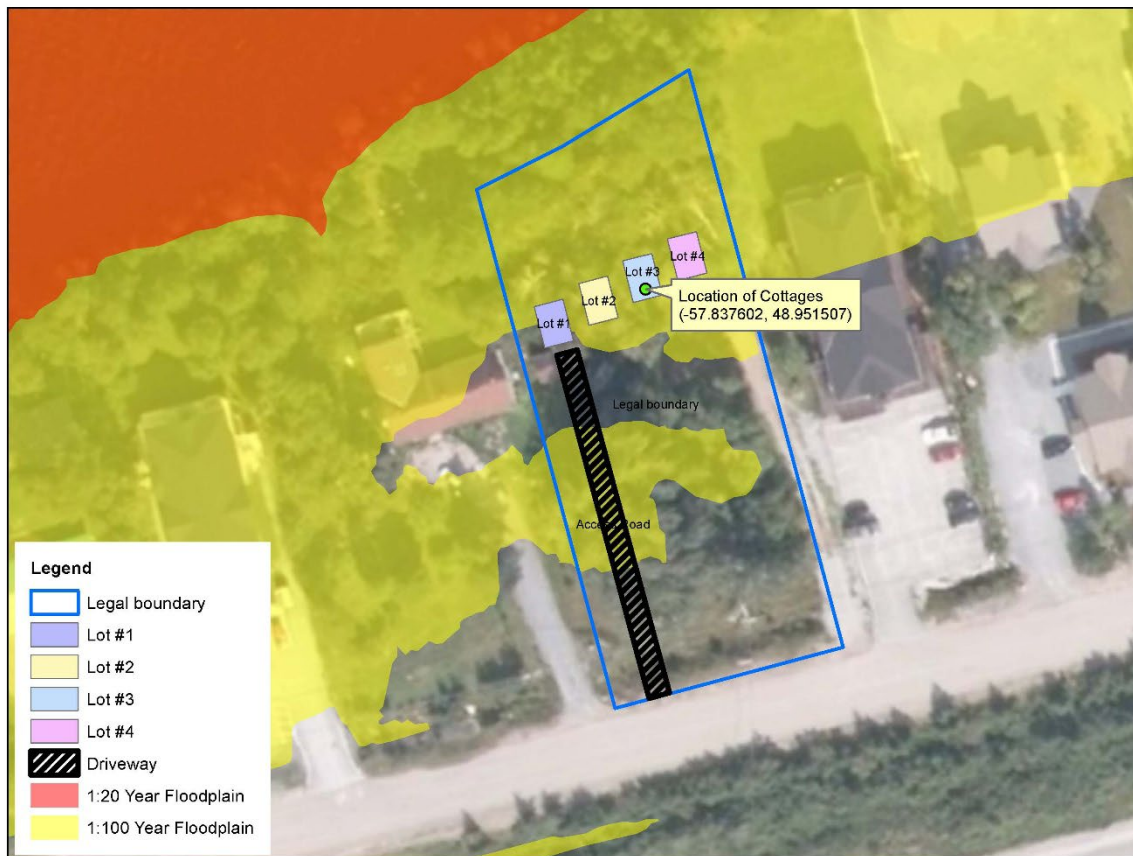 Lot #4
Lot #3
Lot #2
Lot #1
Location of Cottages
(-57.837602, 48.951507)
Legal boundary
Access Road
Legend
Legal boundary
Lot #1
Lot #2
Lot #3
Lot #4
Driveway
1:20 Year Floodplain
1:100 Year Floodplain